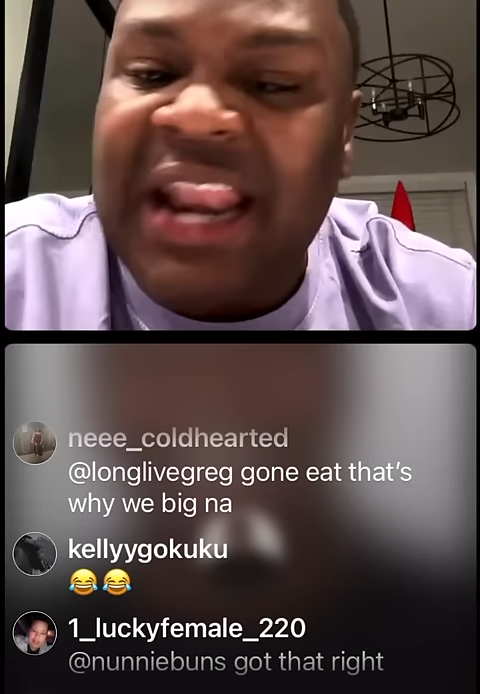 neee_coldhearted
@longlivegreg gone eat that's
why we big na
kellyygokuku
😂😂
1_luckyfemale_220
@nunniebuns got that right